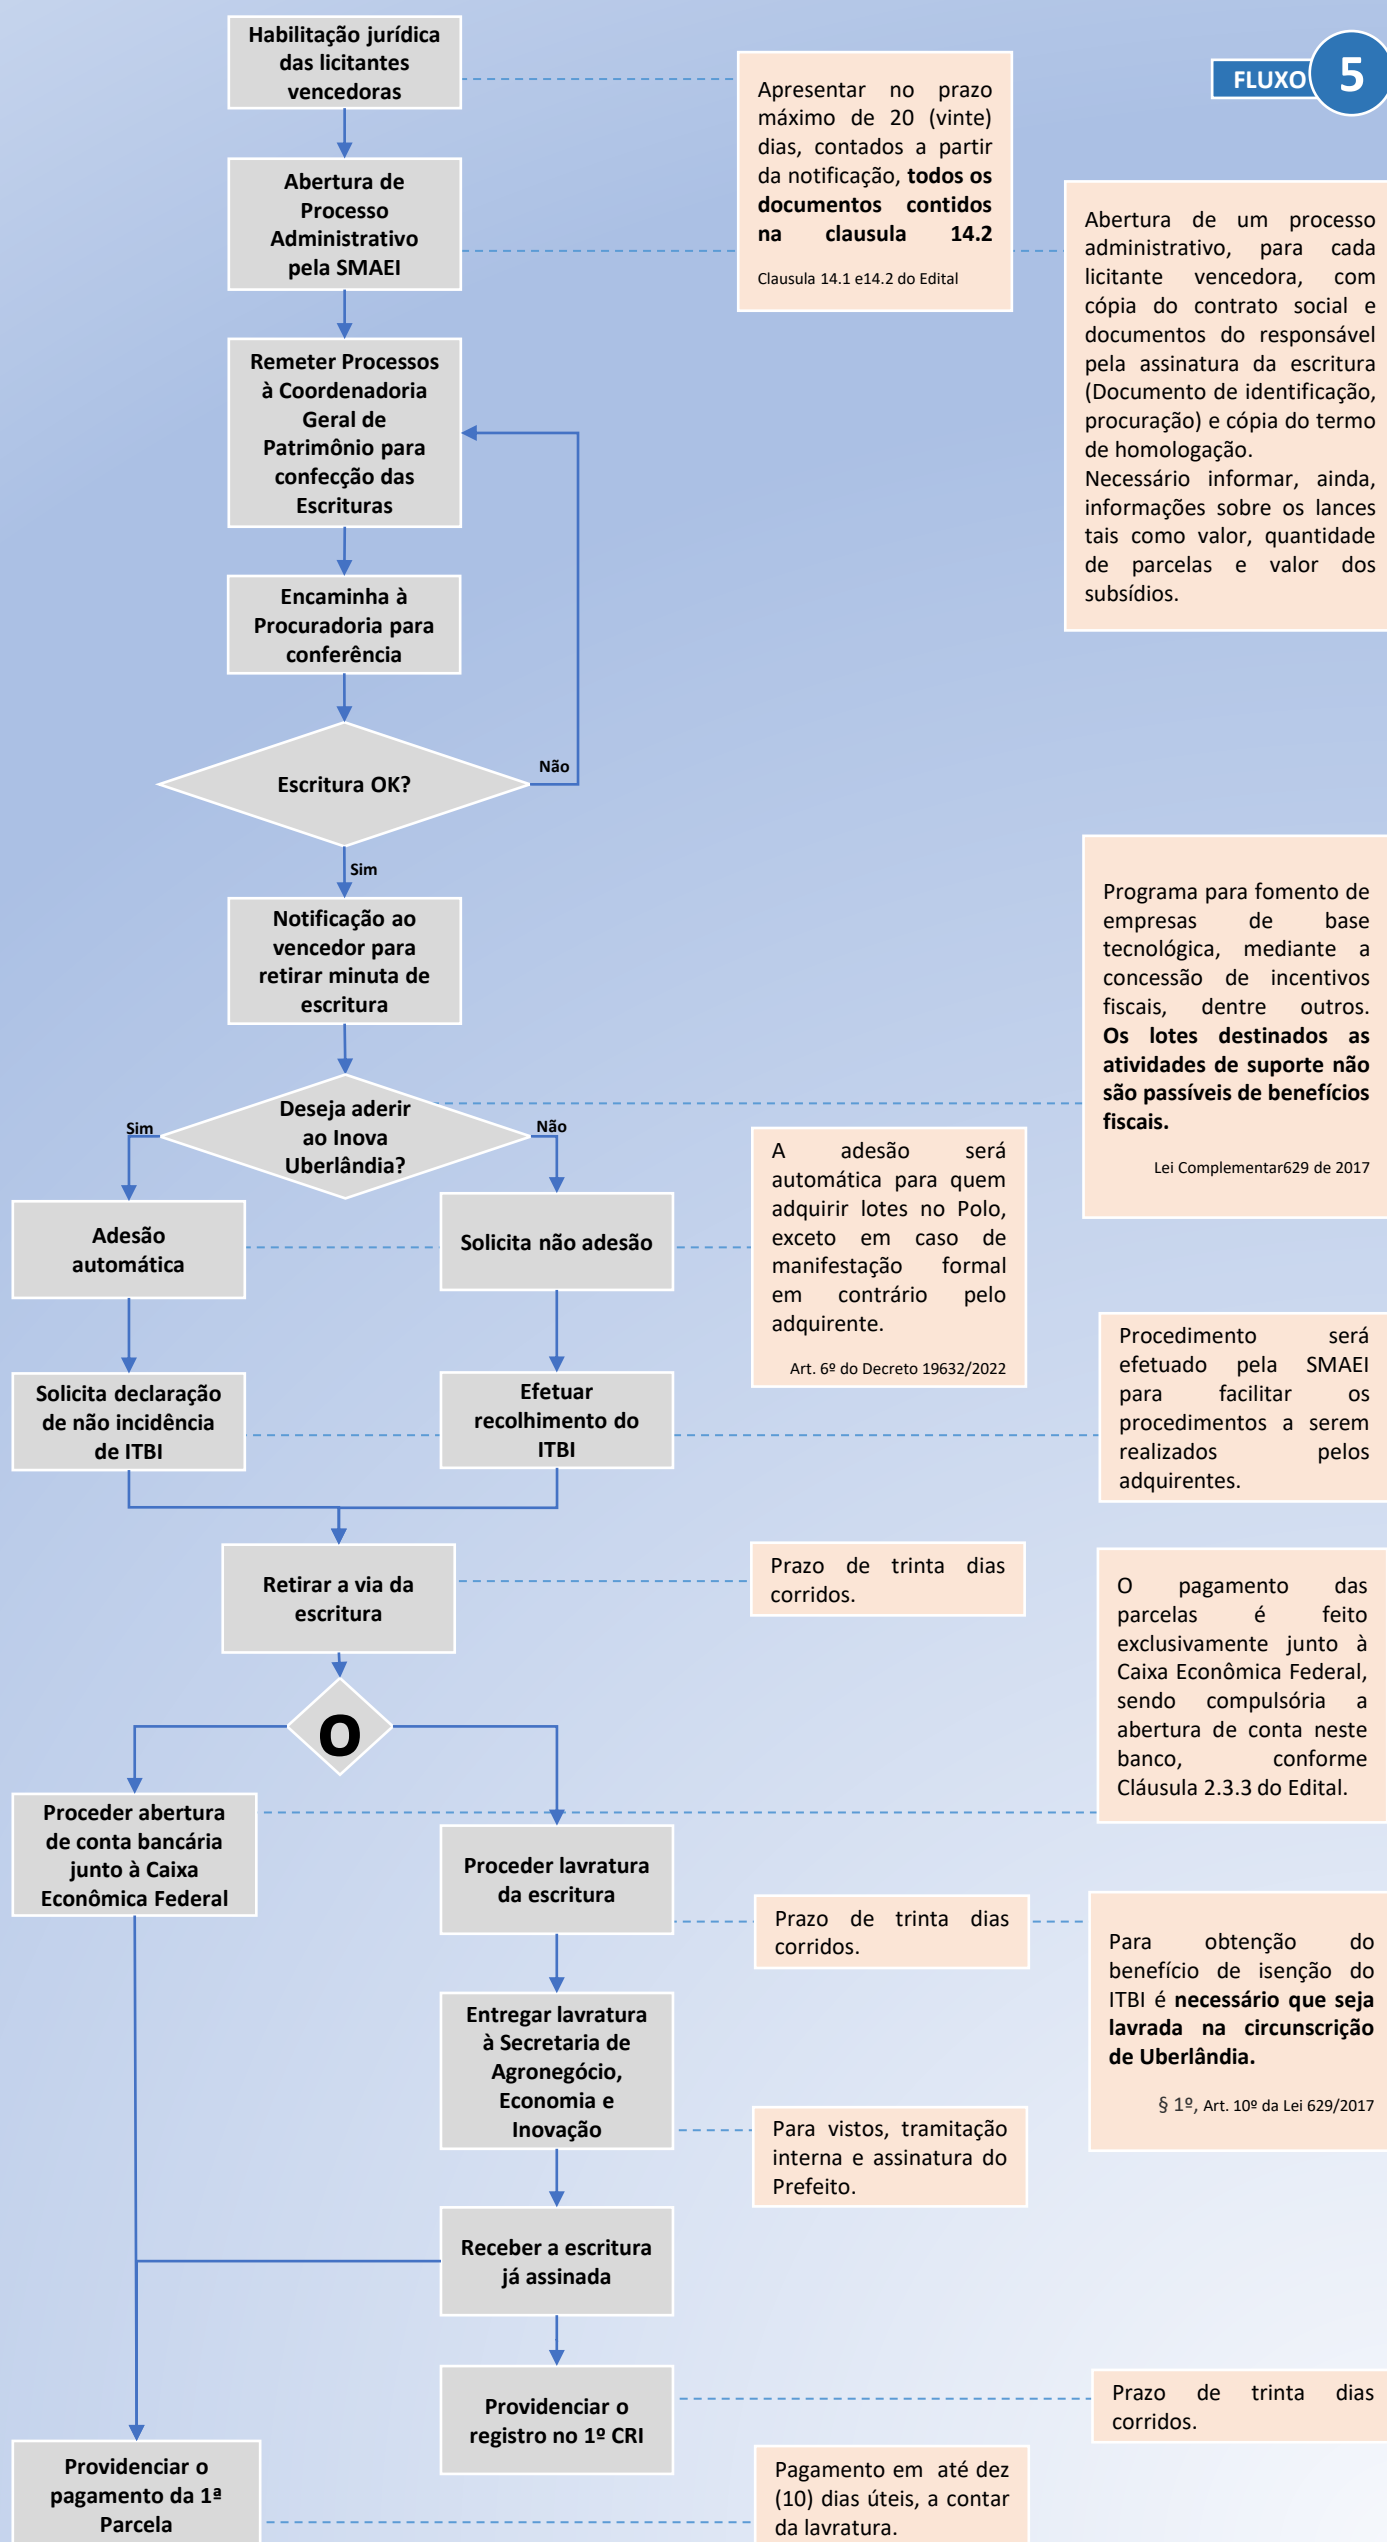 Habilitação jurídica
das licitantes
vencedoras
FLUXO 5
Apresentar no prazo
máximo de 20 (vinte)
dias, contados a partir
da notificação, todos os
documentos contidos
na clausula 14.2
Clausula 14.1 e14.2 do Edital
Abertura de
Processo
Administrativo
pela SMAEI
Abertura de um processo
administrativo, para cada
licitante vencedora, com
cópia do contrato social e
documentos do responsável
pela assinatura da escritura
(Documento de identificação,
procuração) e cópia do termo
de homologação.
Necessário informar, ainda,
informações sobre os lances
tais como valor, quantidade
de parcelas e valor dos
subsídios.
Remeter Processos
à Coordenadoria
Geral de
Patrimônio para
confecção das
Escrituras
Encaminha à
Procuradoria para
conferência
Escritura OK?
Não
Sim
Notificação ao
vencedor para
retirar minuta de
escritura
Programa para fomento de
empresas de base
tecnológica, mediante a
concessão de incentivos
fiscais, dentre outros.
Os lotes destinados as
atividades de suporte não
são passíveis de benefícios
fiscais.
Lei Complementar629 de 2017
Deseja aderir
ao Inova
Uberlândia?
Sim
Não
A adesão será
automática para quem
adquirir lotes no Polo,
exceto em caso de
manifestação formal
em contrário pelo
adquirente.
Art. 6º do Decreto 19632/2022
Adesão
automática
Solicita não adesão
Solicita declaração
de não incidência
de ITBI
Efetuar
recolhimento do
ITBI
Procedimento será
efetuado pela SMAEI
para facilitar os
procedimentos a serem
realizados pelos
adquirentes.
Retirar a via da
escritura
Prazo de trinta dias
corridos.
O pagamento das
parcelas é feito
exclusivamente junto à
Caixa Econômica Federal,
sendo compulsória a
abertura de conta neste
banco, conforme
Cláusula 2.3.3 do Edital.
O
Proceder abertura
de conta bancária
junto à Caixa
Econômica Federal
Proceder lavratura
da escritura
Prazo de trinta dias
corridos.
Para obtenção do
benefício de isenção do
ITBI é necessário que seja
lavrada na circunscrição
de Uberlândia.
§ 1º, Art. 10º da Lei 629/2017
Entregar lavratura
à Secretaria de
Agronegócio,
Economia e
Inovação
Para vistos, tramitação
interna e assinatura do
Prefeito.
Receber a escritura
já assinada
Providenciar o
registro no 1º CRI
Prazo de trinta dias
corridos.
Providenciar o
pagamento da 1ª
Parcela
Pagamento em até dez
(10) dias úteis, a contar
da lavratura.